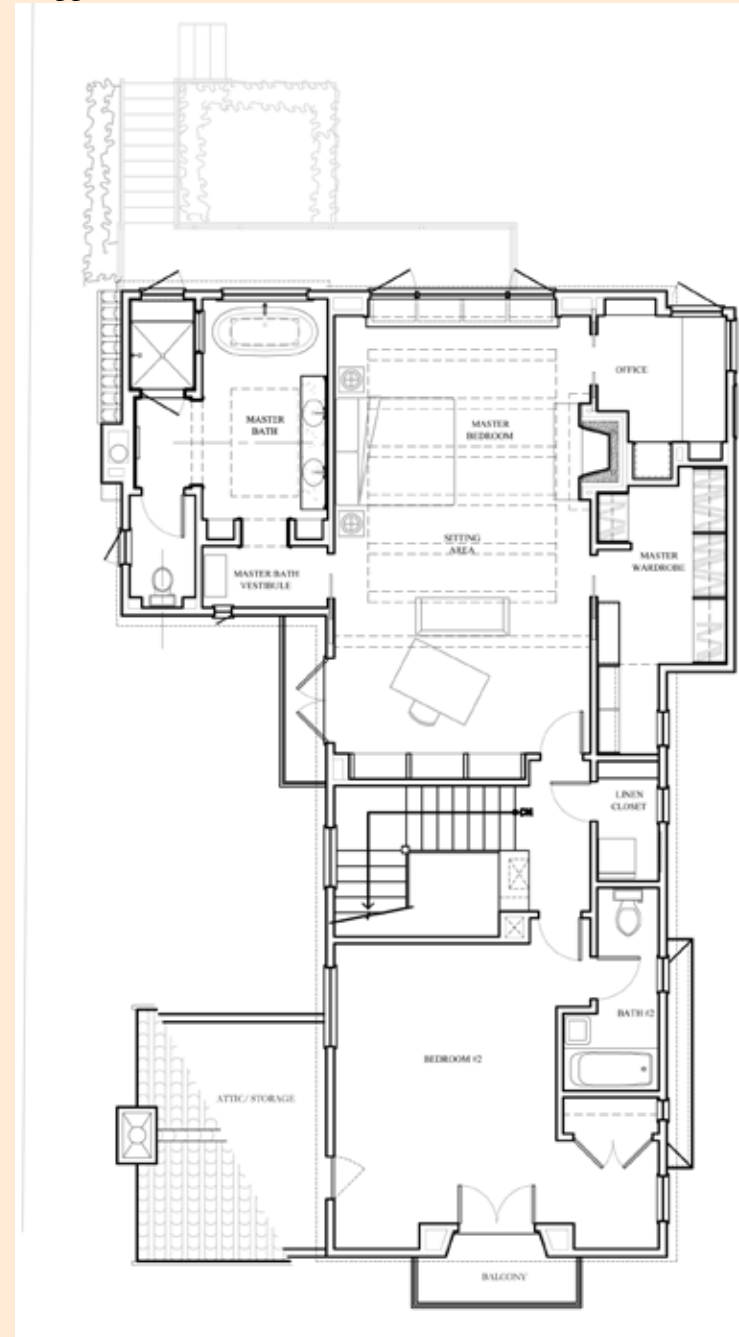 OFFICE
MASTER
BATH
MASTER
BEDROOM
SITTING
AREA
MASTER
WARDROBE
MASTER BATH
VESTIBULE
LINEN
CLOSET
DN
BATH #2
BEDROOM #2
ATTIC/ STORAGE
BALCONY